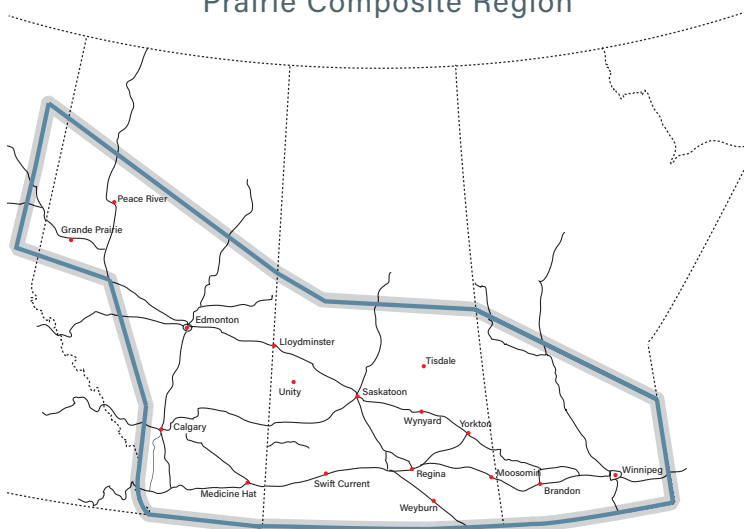 Prairie Composite Region
Peace River
Grande Prairie
Edmonton
Lloydminster
Tisdale
Unity
Saskatoon
Wynyard
Yorkton
Calgary
Regina
Moosomin
Winnipeg
Medicine Hat
Swift Current
Brandon
Weyburn